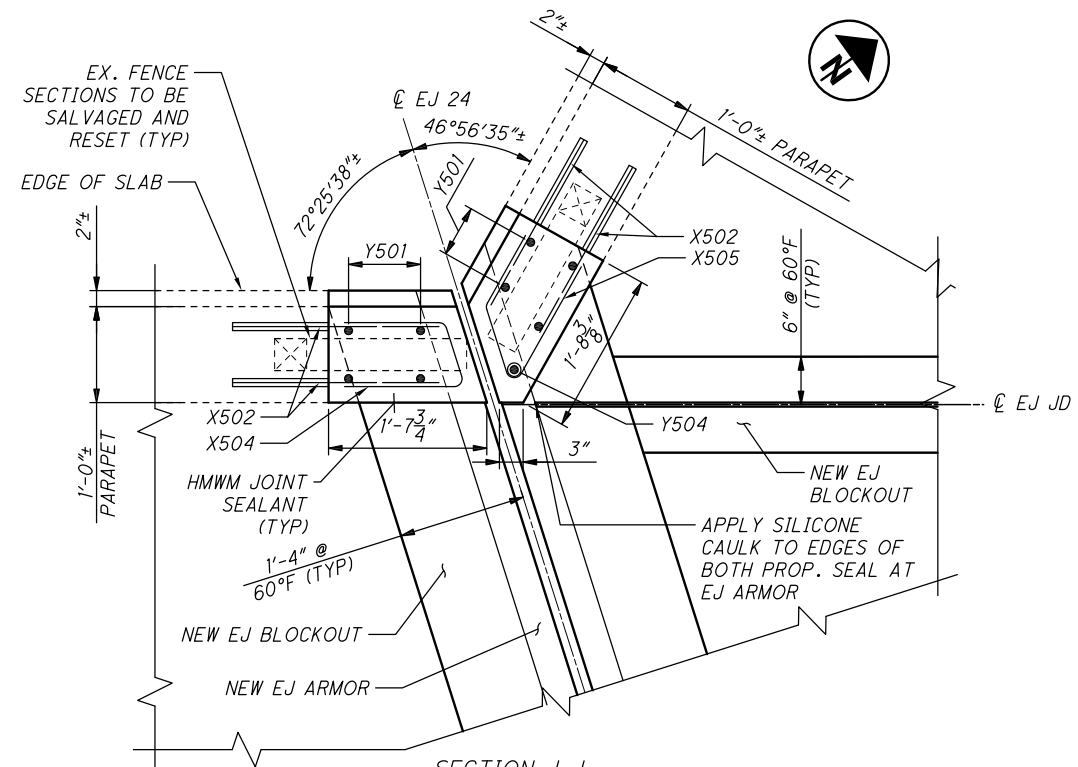 2"±
N
EX. FENCE
SECTIONS TO BE
SALVAGED AND
RESET (TYP)
℄ EJ 24
46°56'35"±
1'-0"± PARAPET
EDGE OF SLAB
72°25'38"±
Y501
2"±
Y501
X502
X505
6" @ 60°F
(TYP)
1'-8 3/8"
℄ EJ JD
X502
X504
1'-7 3/4"
Y504
1'-0"±
PARAPET
3"
HMWM JOINT
SEALANT
(TYP)
NEW EJ
BLOCKOUT
1'-4" @
60°F (TYP)
APPLY SILICONE
CAULK TO EDGES OF
BOTH PROP. SEAL AT
EJ ARMOR
NEW EJ BLOCKOUT
NEW EJ ARMOR